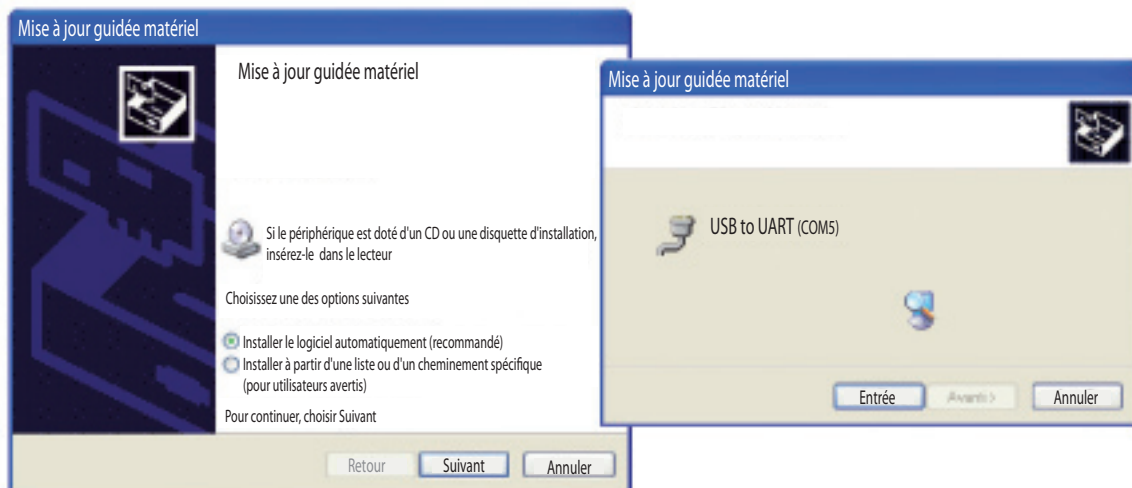 Mise à jour guidée matériel
Mise à jour guidée matériel
Si le périphérique est doté d'un CD ou une disquette d'installation,
insérez-le dans le lecteur
Choisissez une des options suivantes
Installer le logiciel automatiquement (recommandé)
Installer à partir d'une liste ou d'un cheminement spécifique
(pour utilisateurs avertis)
Pour continuer, choisir Suivant
Retour
Suivant
Annuler
Mise à jour guidée matériel
USB to UART (COM5)
Entrée
Avanti >
Annuler